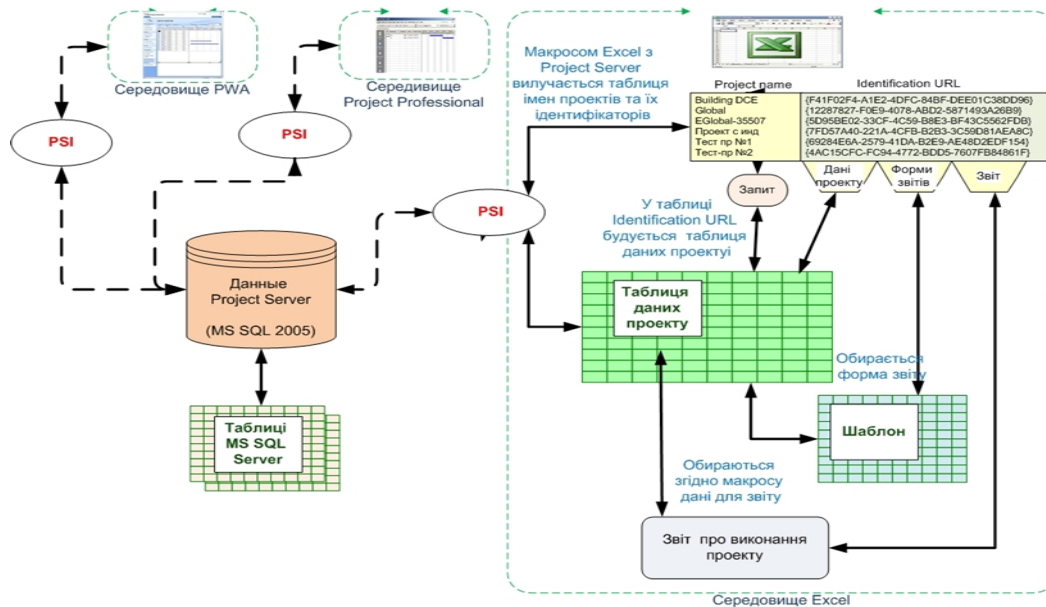 Середовище PWA
Середивище
Project Professional
PSI
PSI
PSI
Данные
Project Server
(MS SQL 2005)
Таблиці
MS SQL
Server
Макросом Excel з
Project Server
вилучається таблиця
імен проектів та їх
ідентифікаторів
Project name Identification URL
Building DCE {F41F02F4-A1E2-4DFC-84BF-DEE01C38DD96}
Global {12287827-F0E9-4078-ABD2-5871493A26B9}
EGlobal-35507 {5D95BE02-33CF-4C59-B8E3-BF43C5562FDB}
Проект с инд {7FD57A40-221A-4CFB-B2B3-3C59D81AEA8C}
Тест пр №1 {69284E6A-2579-41DA-B2E9-AE48D2EDF154}
Тест-пр №2 {4AC15CFC-FC94-4772-BDD5-7607FB84861F}
Запит
Дані
проекту
Форми
звітів
Звіт
У таблиці
Identification URL
будується таблиця
даних проектуі
Таблиця
даних
проекту
Обирається
форма звіту
Шаблон
Обираються
згідно макросу
дані для звіту
Звіт про виконання
проекту
Середовище Excel